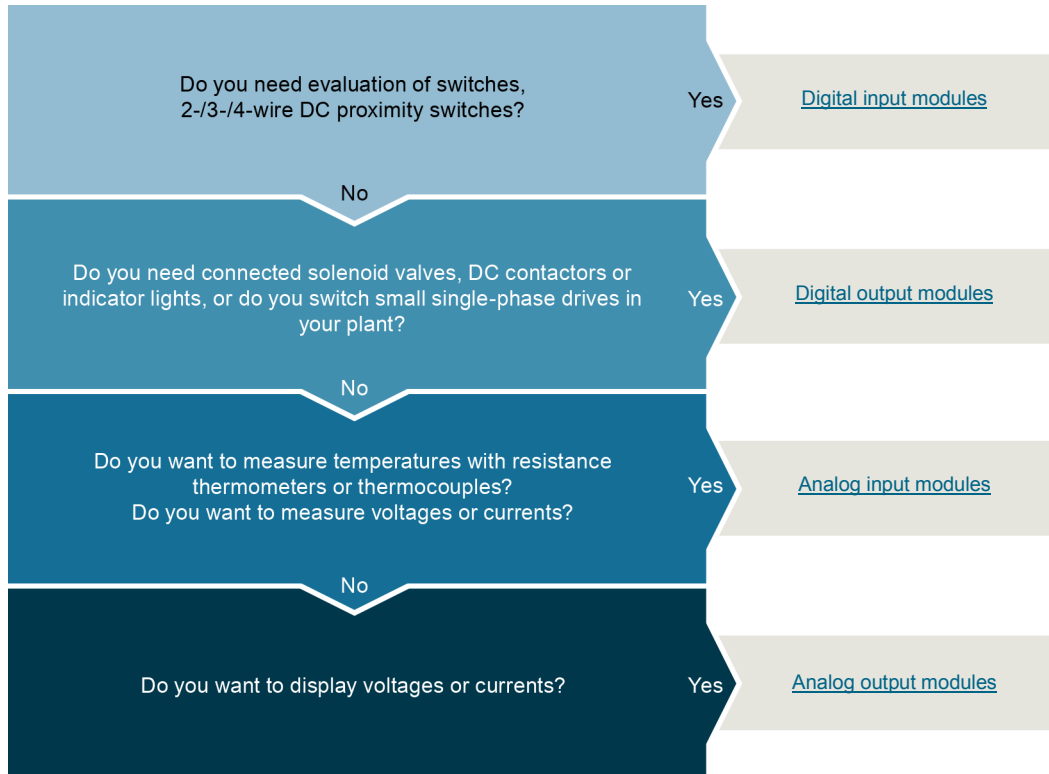 Do you need evaluation of switches,
2-/3-/4-wire DC proximity switches?
Yes
Digital input modules
No
Do you need connected solenoid valves, DC contactors or
indicator lights, or do you switch small single-phase drives in
your plant?
Yes
Digital output modules
No
Do you want to measure temperatures with resistance
thermometers or thermocouples?
Do you want to measure voltages or currents?
Yes
Analog input modules
No
Do you want to display voltages or currents?
Yes
Analog output modules